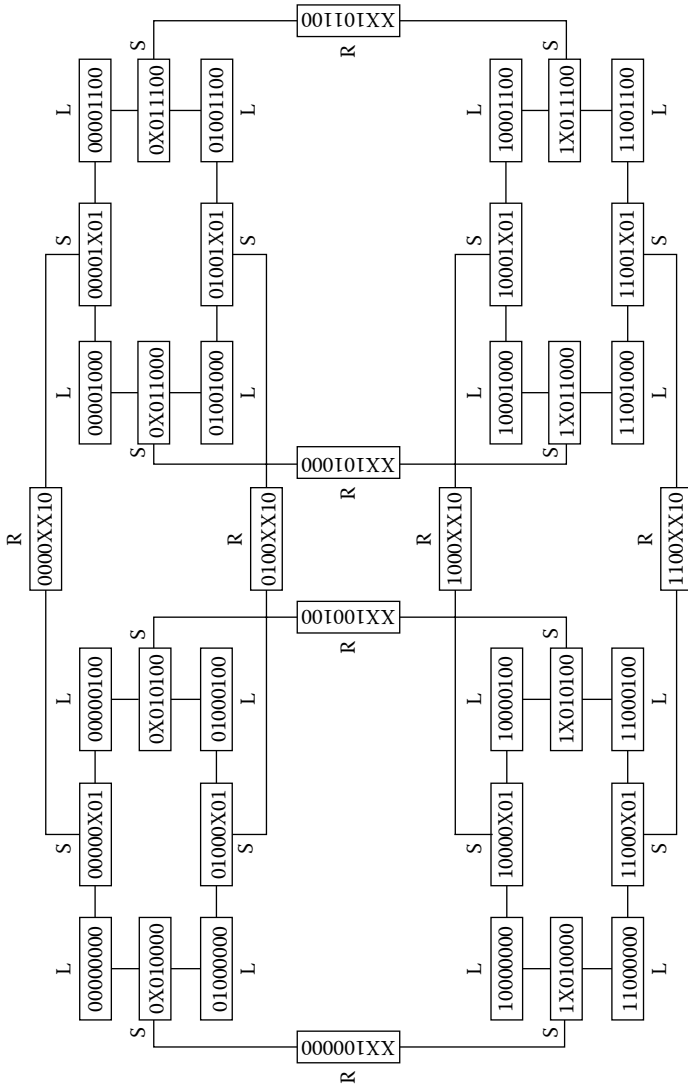 R
0000XX10
L S L L S L
00000000 00000X01 00000100 00001000 00001X01 00001100
S S S S
0X010000 0X010100 0X011000 0X011100
01000000 01000X01 01000100 01001000 01001X01 01001100
R
L S L L S L
0100XX10
R XX100000 R XX100100 R XX101000 R XX101100
R
1000XX10
L S L L S L
10000000 10000X01 10000100 10001000 10001X01 10001100
S S S S
1X010000 1X010100 1X011000 1X011100
11000000 11000X01 11000100 11001000 11001X01 11001100
R
L S L L S L
1100XX10